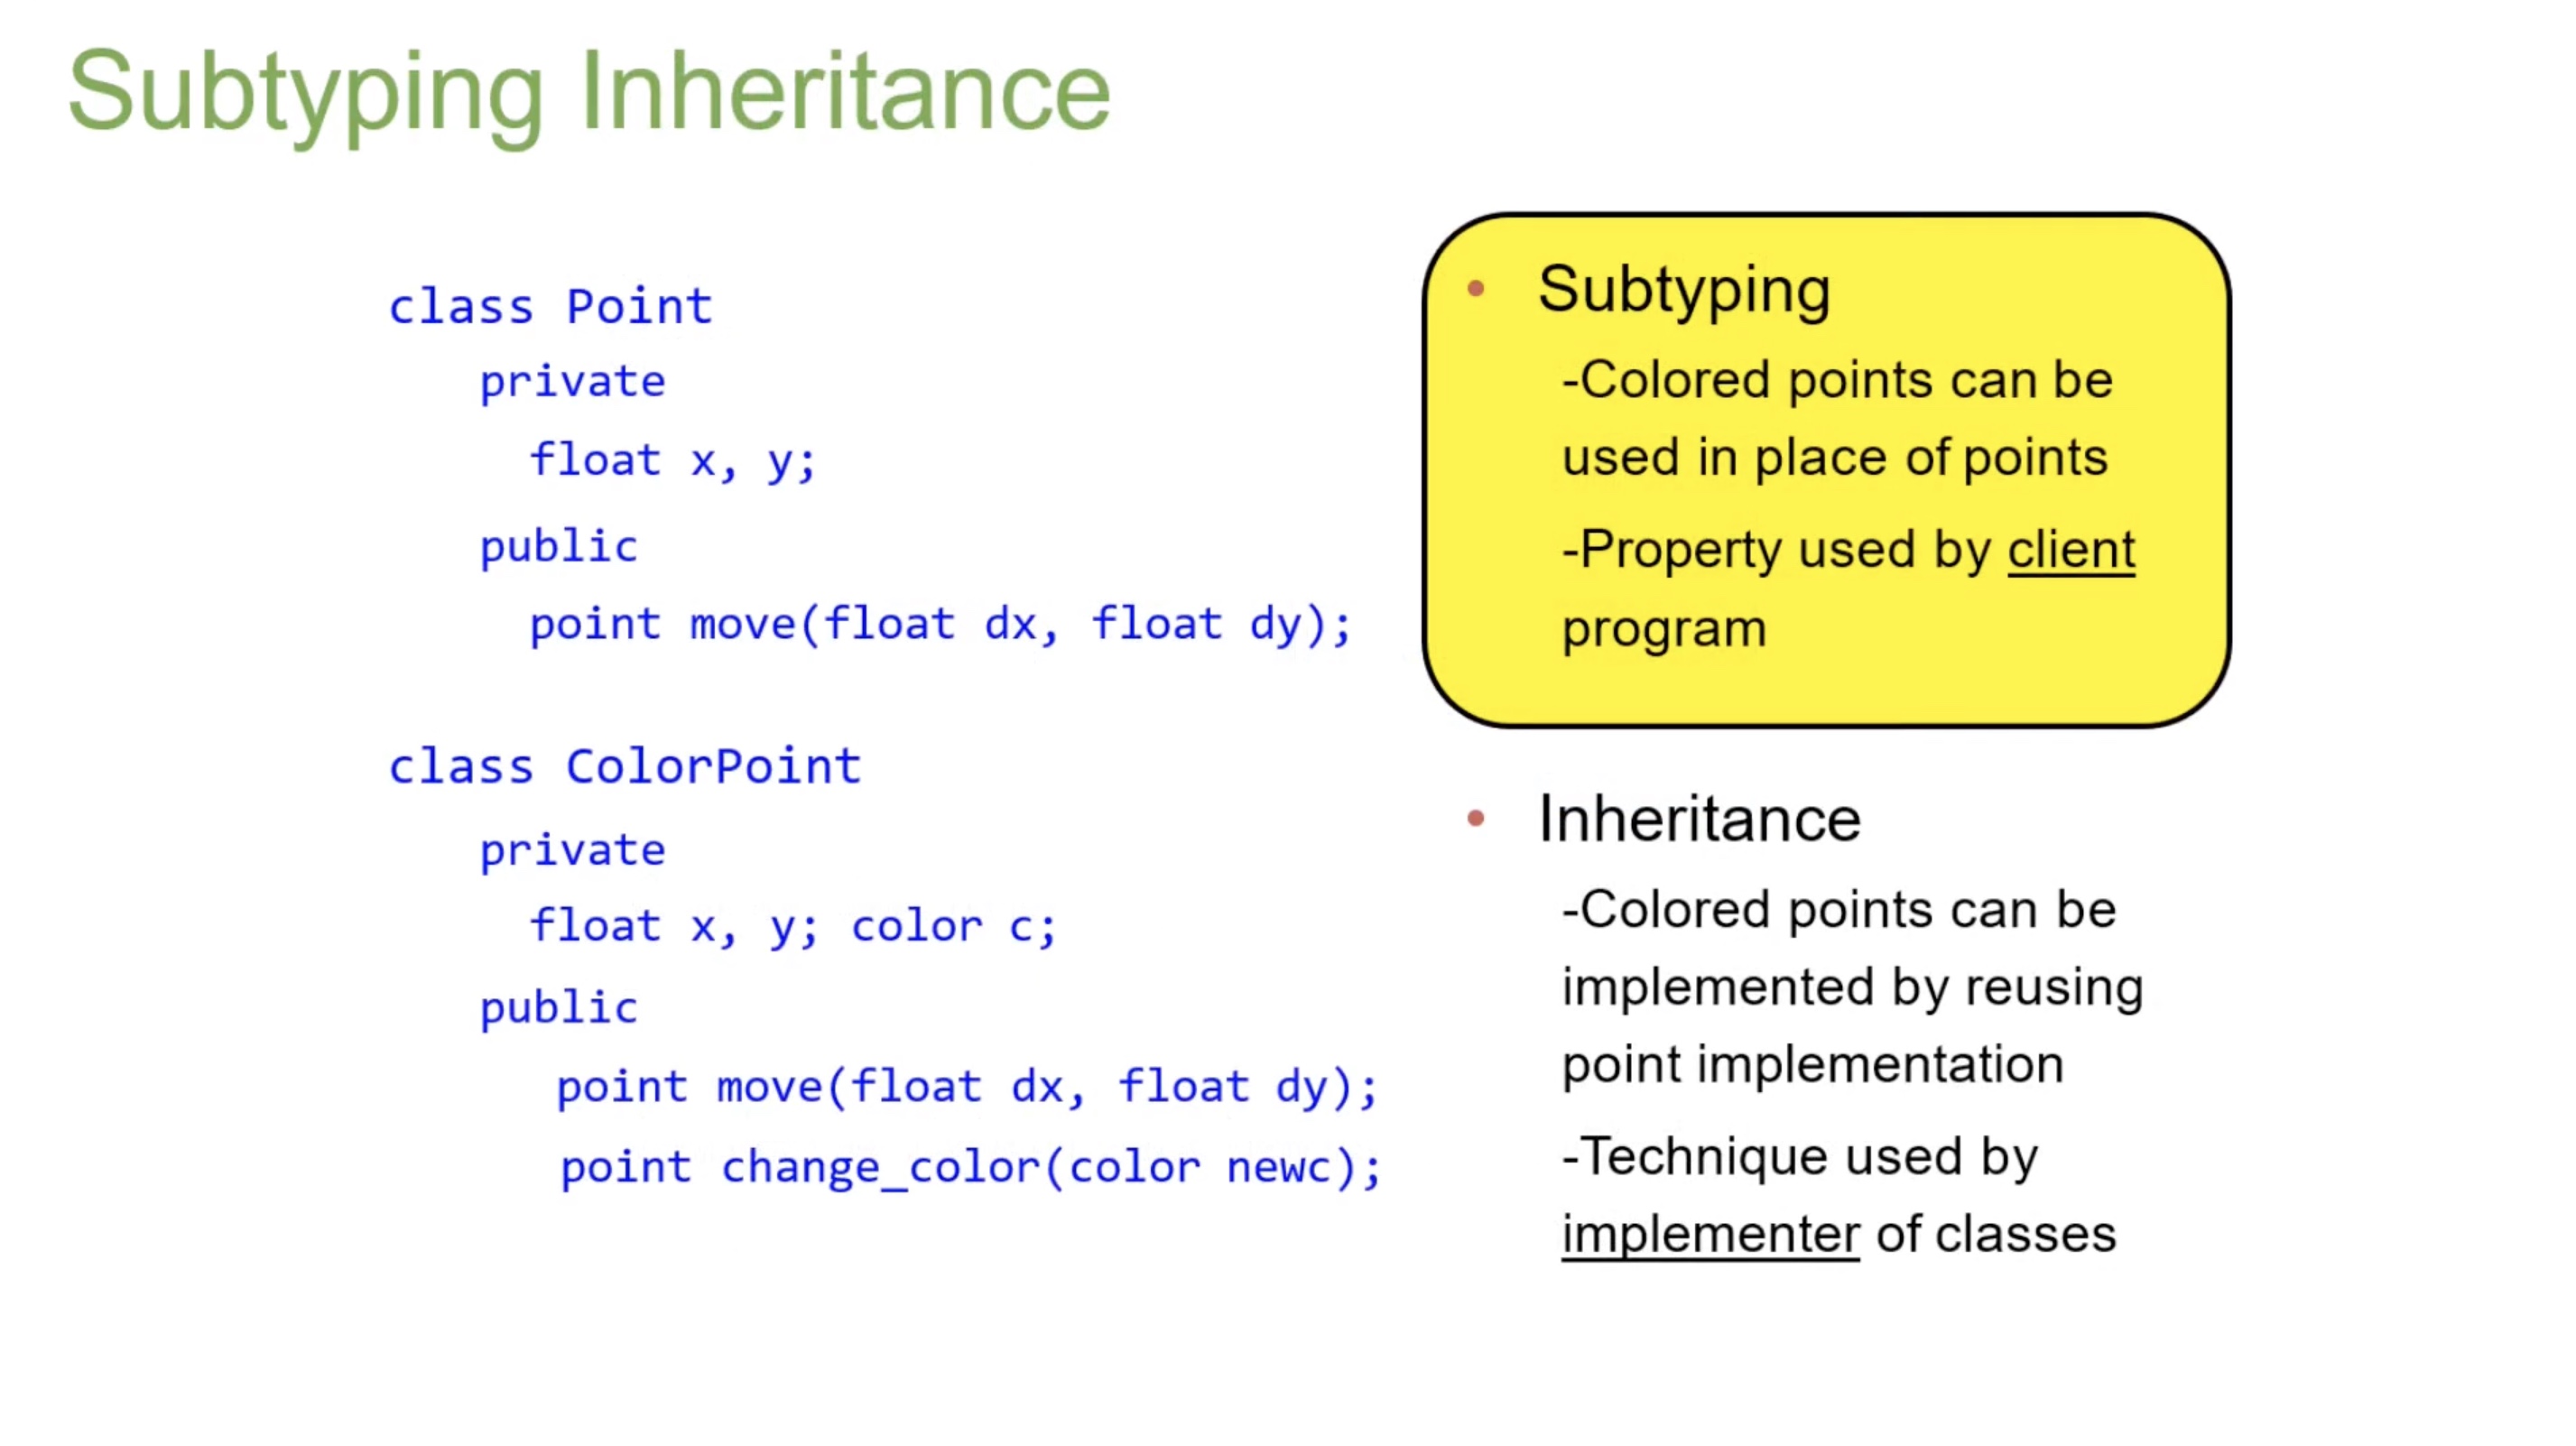 Subtyping Inheritance
class Point
private
float x, y;
public
point move(float dx, float dy);
class ColorPoint
private
float x, y; color c;
public
point move(float dx, float dy);
point change_color(color newc);
• Subtyping
-Colored points can be
used in place of points
-Property used by client
program
• Inheritance
-Colored points can be
implemented by reusing
point implementation
-Technique used by
implementer of classes